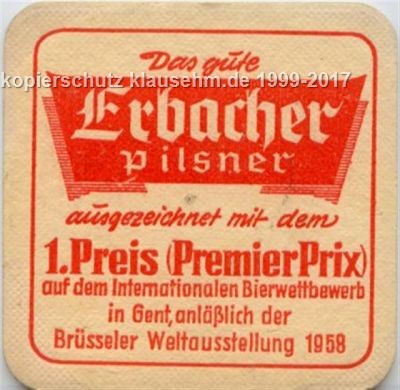 Das gute
kopierschutz klausehm.de 1999-2017
Erbacher
Pilsner
ausgezeichnet mit dem
1. Preis (Premier Prix)
auf dem Internationalen Bierwettbewerb
in Gent, anläßlich der
Brüsseler Weltausstellung 1958